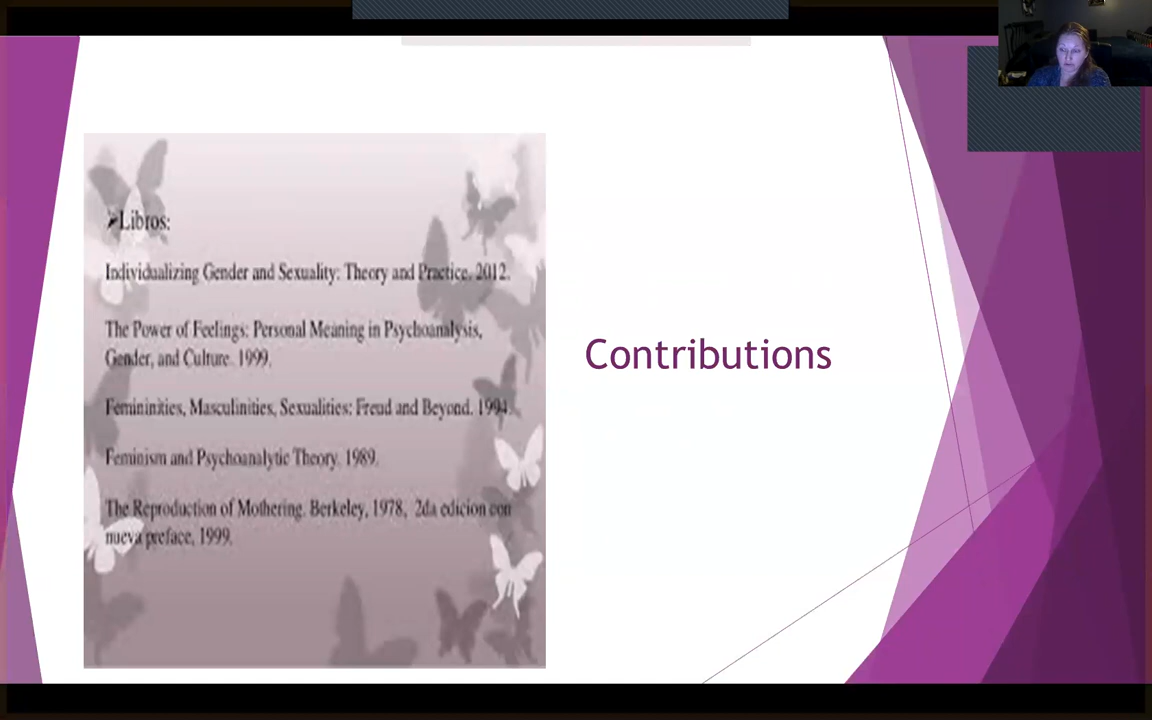 ➤Libros:
Individualizing Gender and Sexuality: Theory and Practice. 2012.
The Power of Feelings: Personal Meaning in Psychoanalysis,
Gender, and Culture. 1999.
Femininities, Masculinities, Sexualities: Freud and Beyond. 1994.
Feminism and Psychoanalytic Theory. 1989.
The Reproduction of Mothering. Berkeley, 1978, 2da edicion con
nueva preface, 1999.
Contributions